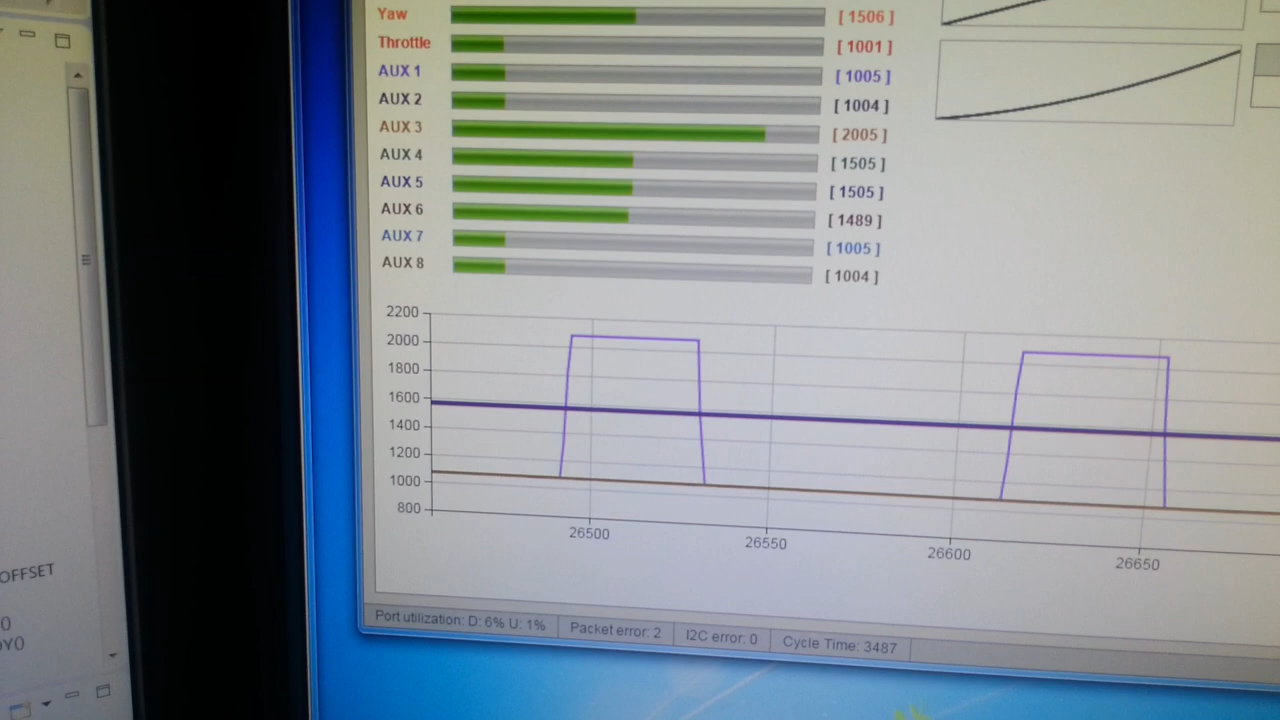 Yaw [ 1506 ]
Throttle [ 1001 ]
AUX 1 [ 1005 ]
AUX 2 [ 1004 ]
AUX 3 [ 2005 ]
AUX 4 [ 1505 ]
AUX 5 [ 1505 ]
AUX 6 [ 1489 ]
AUX 7 [ 1005 ]
AUX 8 [ 1004 ]
2200
2000
1800
1600
1400
1200
1000
800
26500 26550 26600 26650
Port utilization: D: 6% U: 1% Packet error: 2 I2C error: 0 Cycle Time: 3487
OFFSET